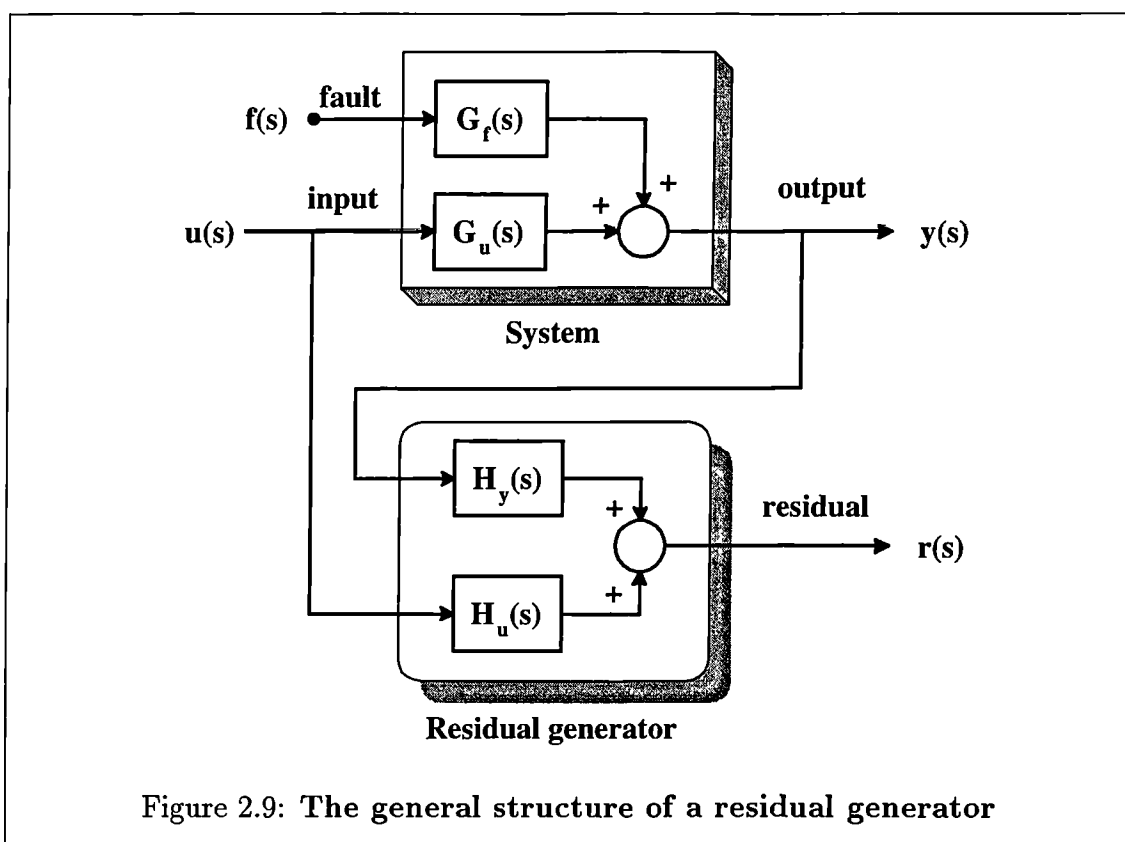 fault
f(s)
G_f(s)
+
input
+
output
u(s)
G_u(s)
y(s)
System
H_y(s)
+
residual
r(s)
+
H_u(s)
Residual generator
Figure 2.9: The general structure of a residual generator